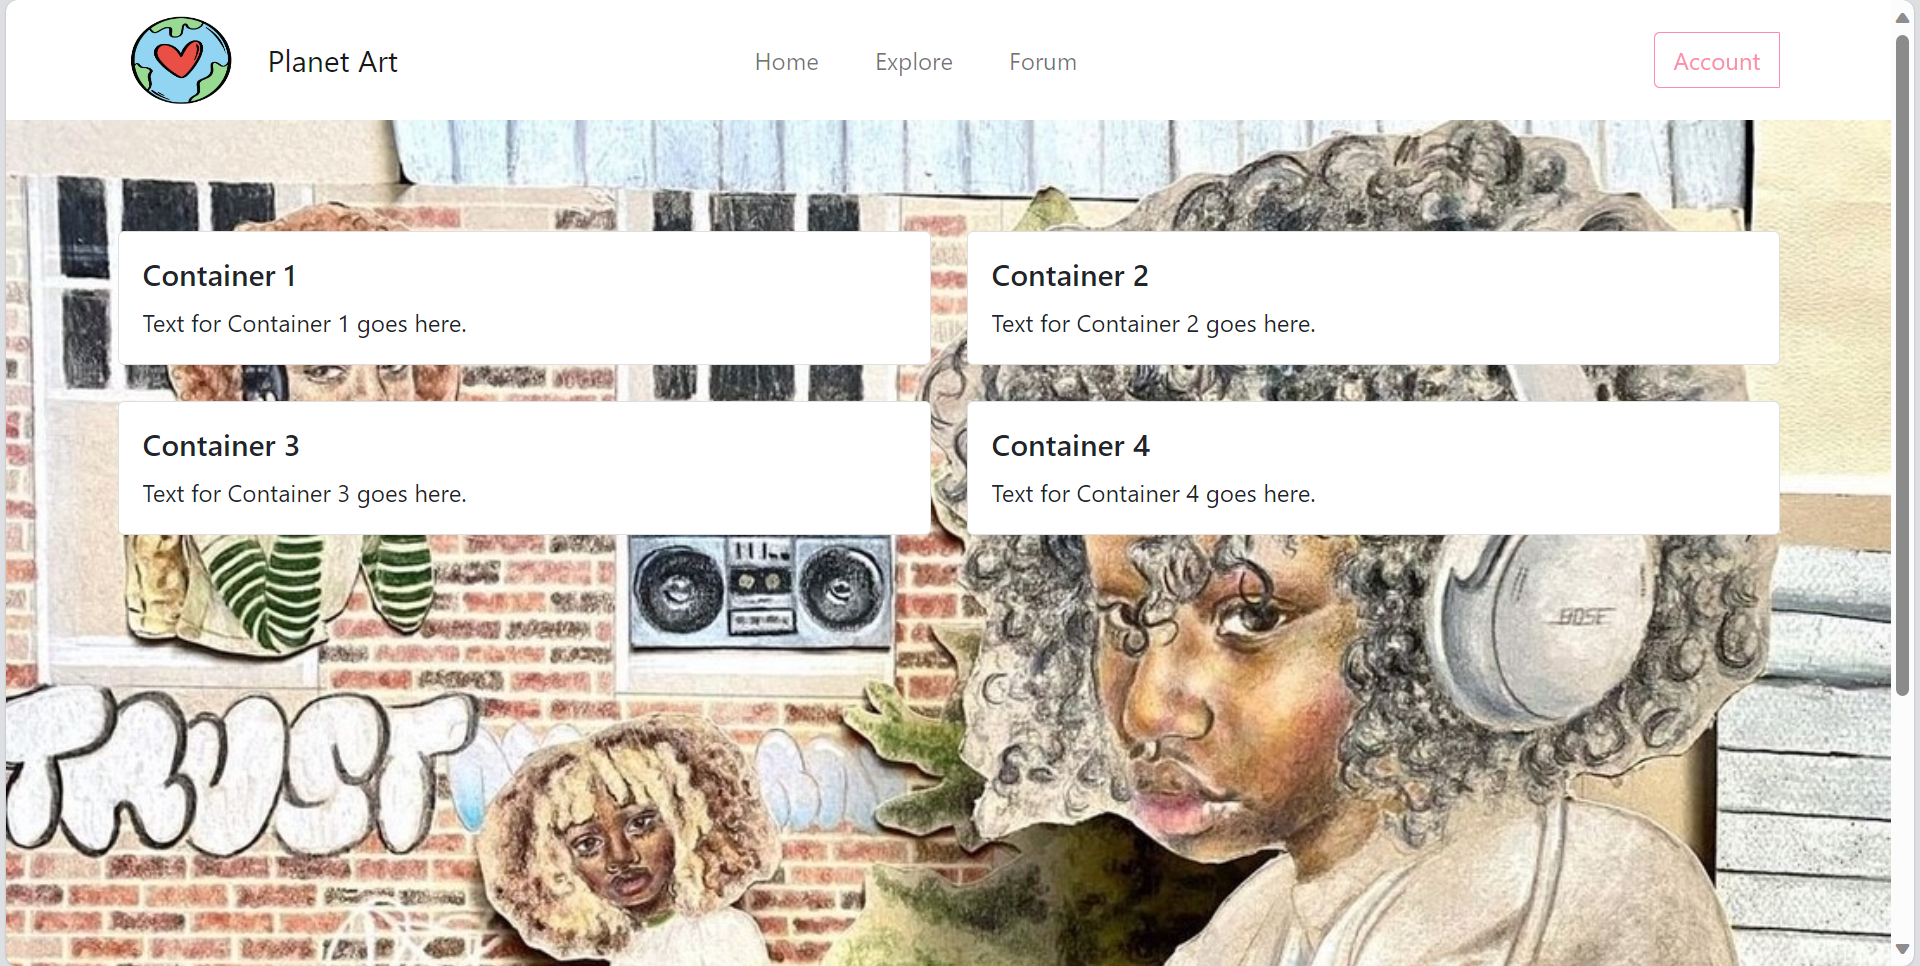 Planet Art
Home
Explore
Forum
Account
Container 1
Text for Container 1 goes here.
Container 2
Text for Container 2 goes here.
Container 3
Text for Container 3 goes here.
Container 4
Text for Container 4 goes here.
BOSE
TRUST